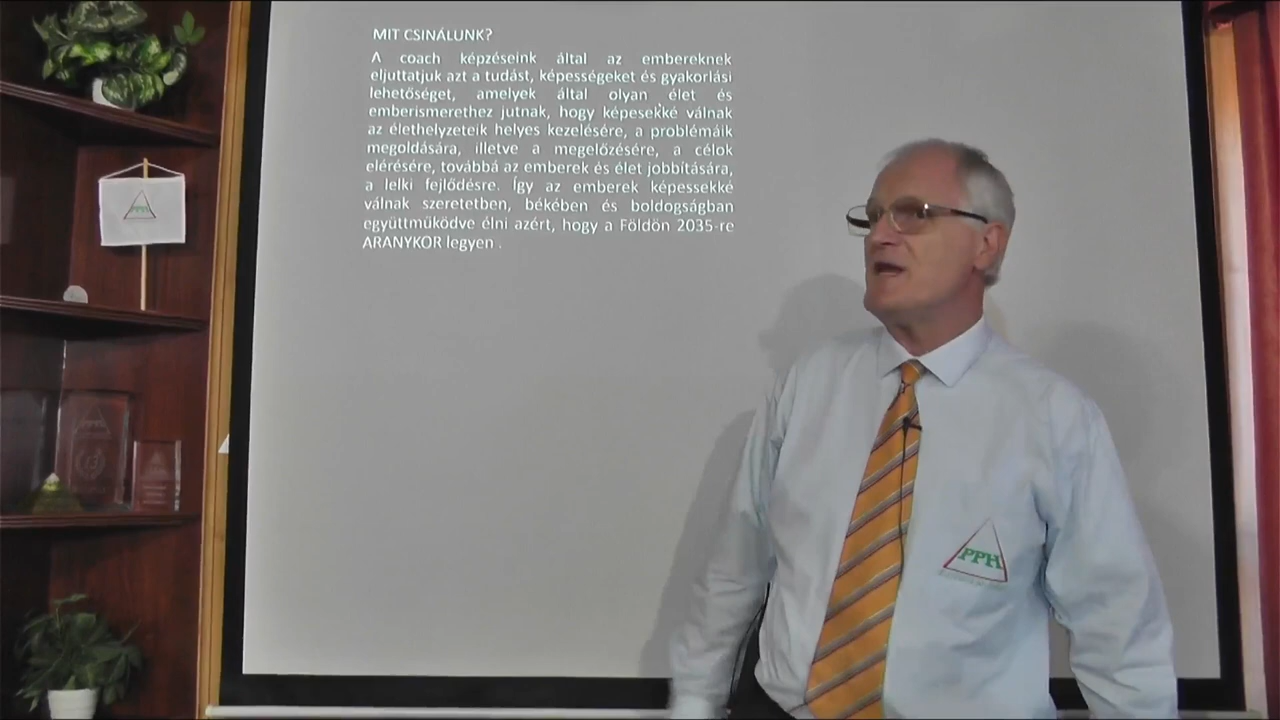 MIT CSINÁLUNK?
A coach képzéseink által az embereknek
eljuttatjuk azt a tudást, képességeket és gyakorlási
lehetőséget, amelyek által olyan élet és
emberismerethez jutnak, hogy képesekké válnak
az élethelyzeteik helyes kezelésére, a problémáik
megoldására, illetve a megelőzésére, a célok
elérésére, továbbá az emberek és élet jobbítására,
a lelki fejlődésre. Így az emberek képessekké
válnak szeretetben, békében és boldogságban
együttműködve élni azért, hogy a Földön 2035-re
ARANYKOR legyen .
PPH
PPH
13